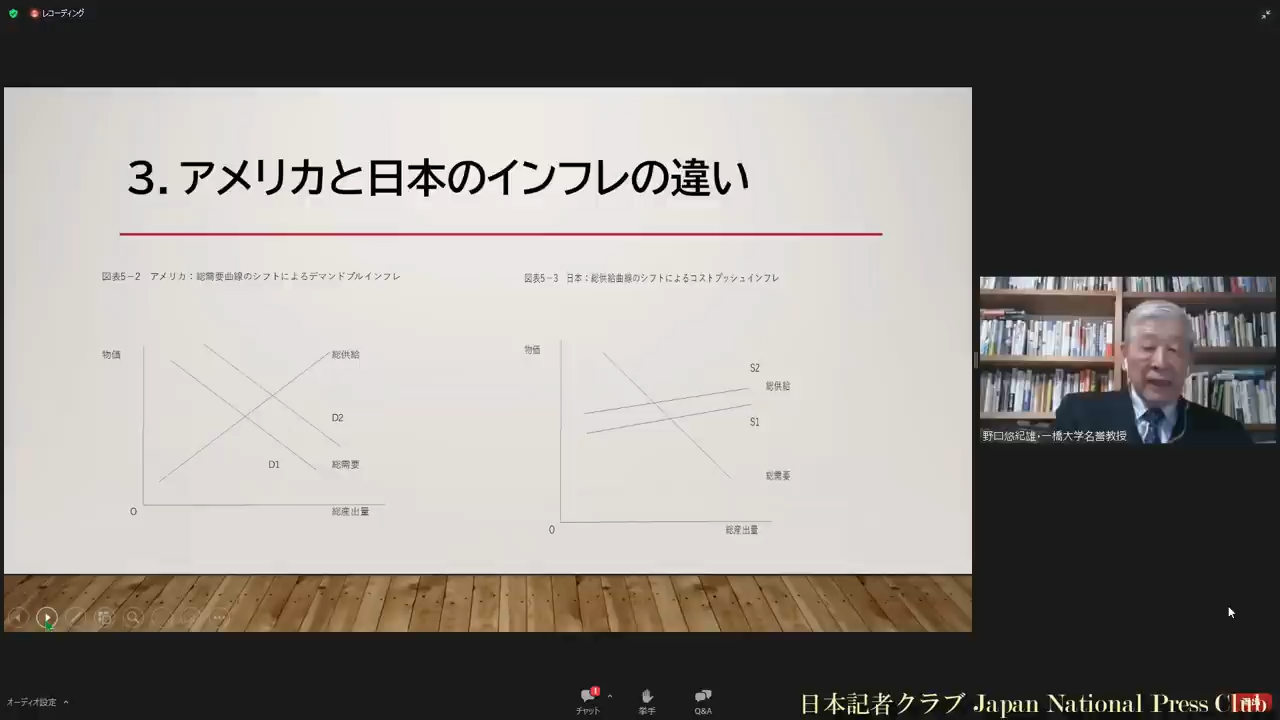 レコーディング
3. アメリカと日本のインフレの違い
図表5－2　アメリカ：総需要曲線のシフトによるデマンドプルインフレ
物価
総供給
D2
D1
総需要
O
総産出量
図表5－3　日本：総供給曲線のシフトによるコストプッシュインフレ
物価
S2
総供給
S1
総需要
O
総産出量
野口悠紀雄・一橋大学名誉教授
オーディオ設定
1
チャット
挙手
Q&A
日本記者クラブ Japan National Press Club